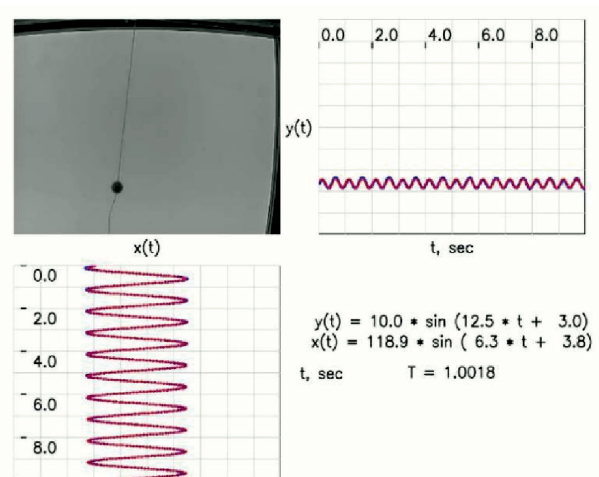 0.0 2.0 4.0 6.0 8.0
y(t)
x(t)
t, sec
0.0
2.0
4.0
6.0
8.0
y(t) = 10.0 * sin (12.5 * t + 3.0)
x(t) = 118.9 * sin ( 6.3 * t + 3.8)
t, sec T = 1.0018